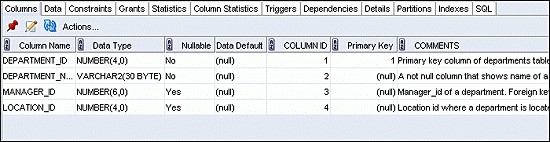 Columns Data Constraints Grants Statistics Column Statistics Triggers Dependencies Details Partitions Indexes SQL
Actions...
Column Name Data Type Nullable Data Default COLUMN ID Primary Key COMMENTS
DEPARTMENT_ID NUMBER(4,0) No (null) 1 1 Primary key column of departments table
DEPARTMENT_N... VARCHAR2(30 BYTE) No (null) 2 (null) A not null column that shows name of a
MANAGER_ID NUMBER(6,0) Yes (null) 3 (null) Manager_id of a department. Foreign key
LOCATION_ID NUMBER(4,0) Yes (null) 4 (null) Location id where a department is locate